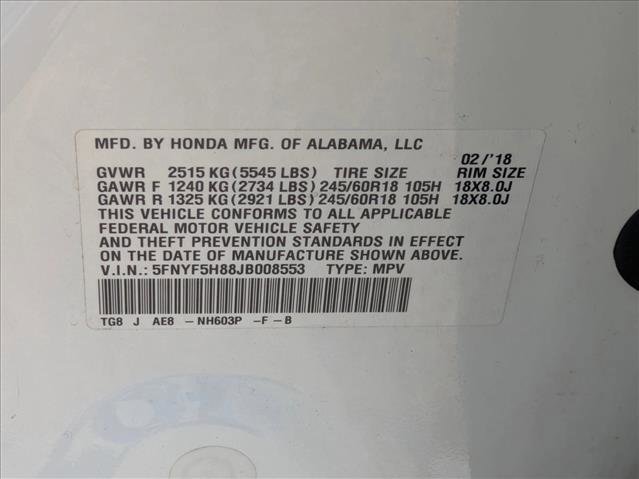 MFD. BY HONDA MFG. OF ALABAMA, LLC
02/'18
GVWR 2515 KG (5545 LBS) TIRE SIZE RIM SIZE
GAWR F 1240 KG (2734 LBS) 245/60R18 105H 18X8.0J
GAWR R 1325 KG (2921 LBS) 245/60R18 105H 18X8.0J
THIS VEHICLE CONFORMS TO ALL APPLICABLE
FEDERAL MOTOR VEHICLE SAFETY
AND THEFT PREVENTION STANDARDS IN EFFECT
ON THE DATE OF MANUFACTURE SHOWN ABOVE.
V.I.N.: 5FNYF5H88JB008553 TYPE: MPV
TG8 J AE8 -NH603P -F -B